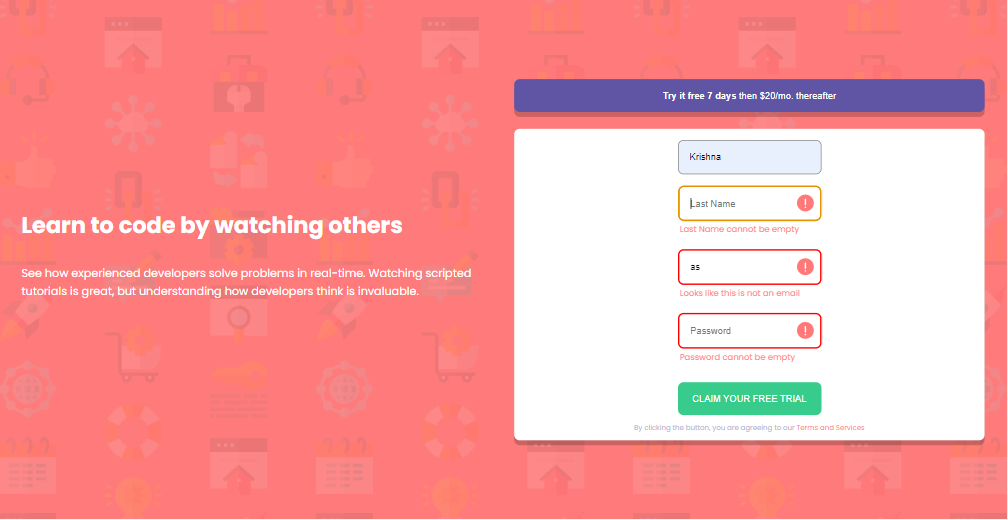 Learn to code by watching others
See how experienced developers solve problems in real-time. Watching scripted
tutorials is great, but understanding how developers think is invaluable.
Try it free 7 days then $20/mo. thereafter
Krishna
Last Name
Last Name cannot be empty
as
Looks like this is not an email
Password
Password cannot be empty
CLAIM YOUR FREE TRIAL
By clicking the button, you are agreeing to our Terms and Services